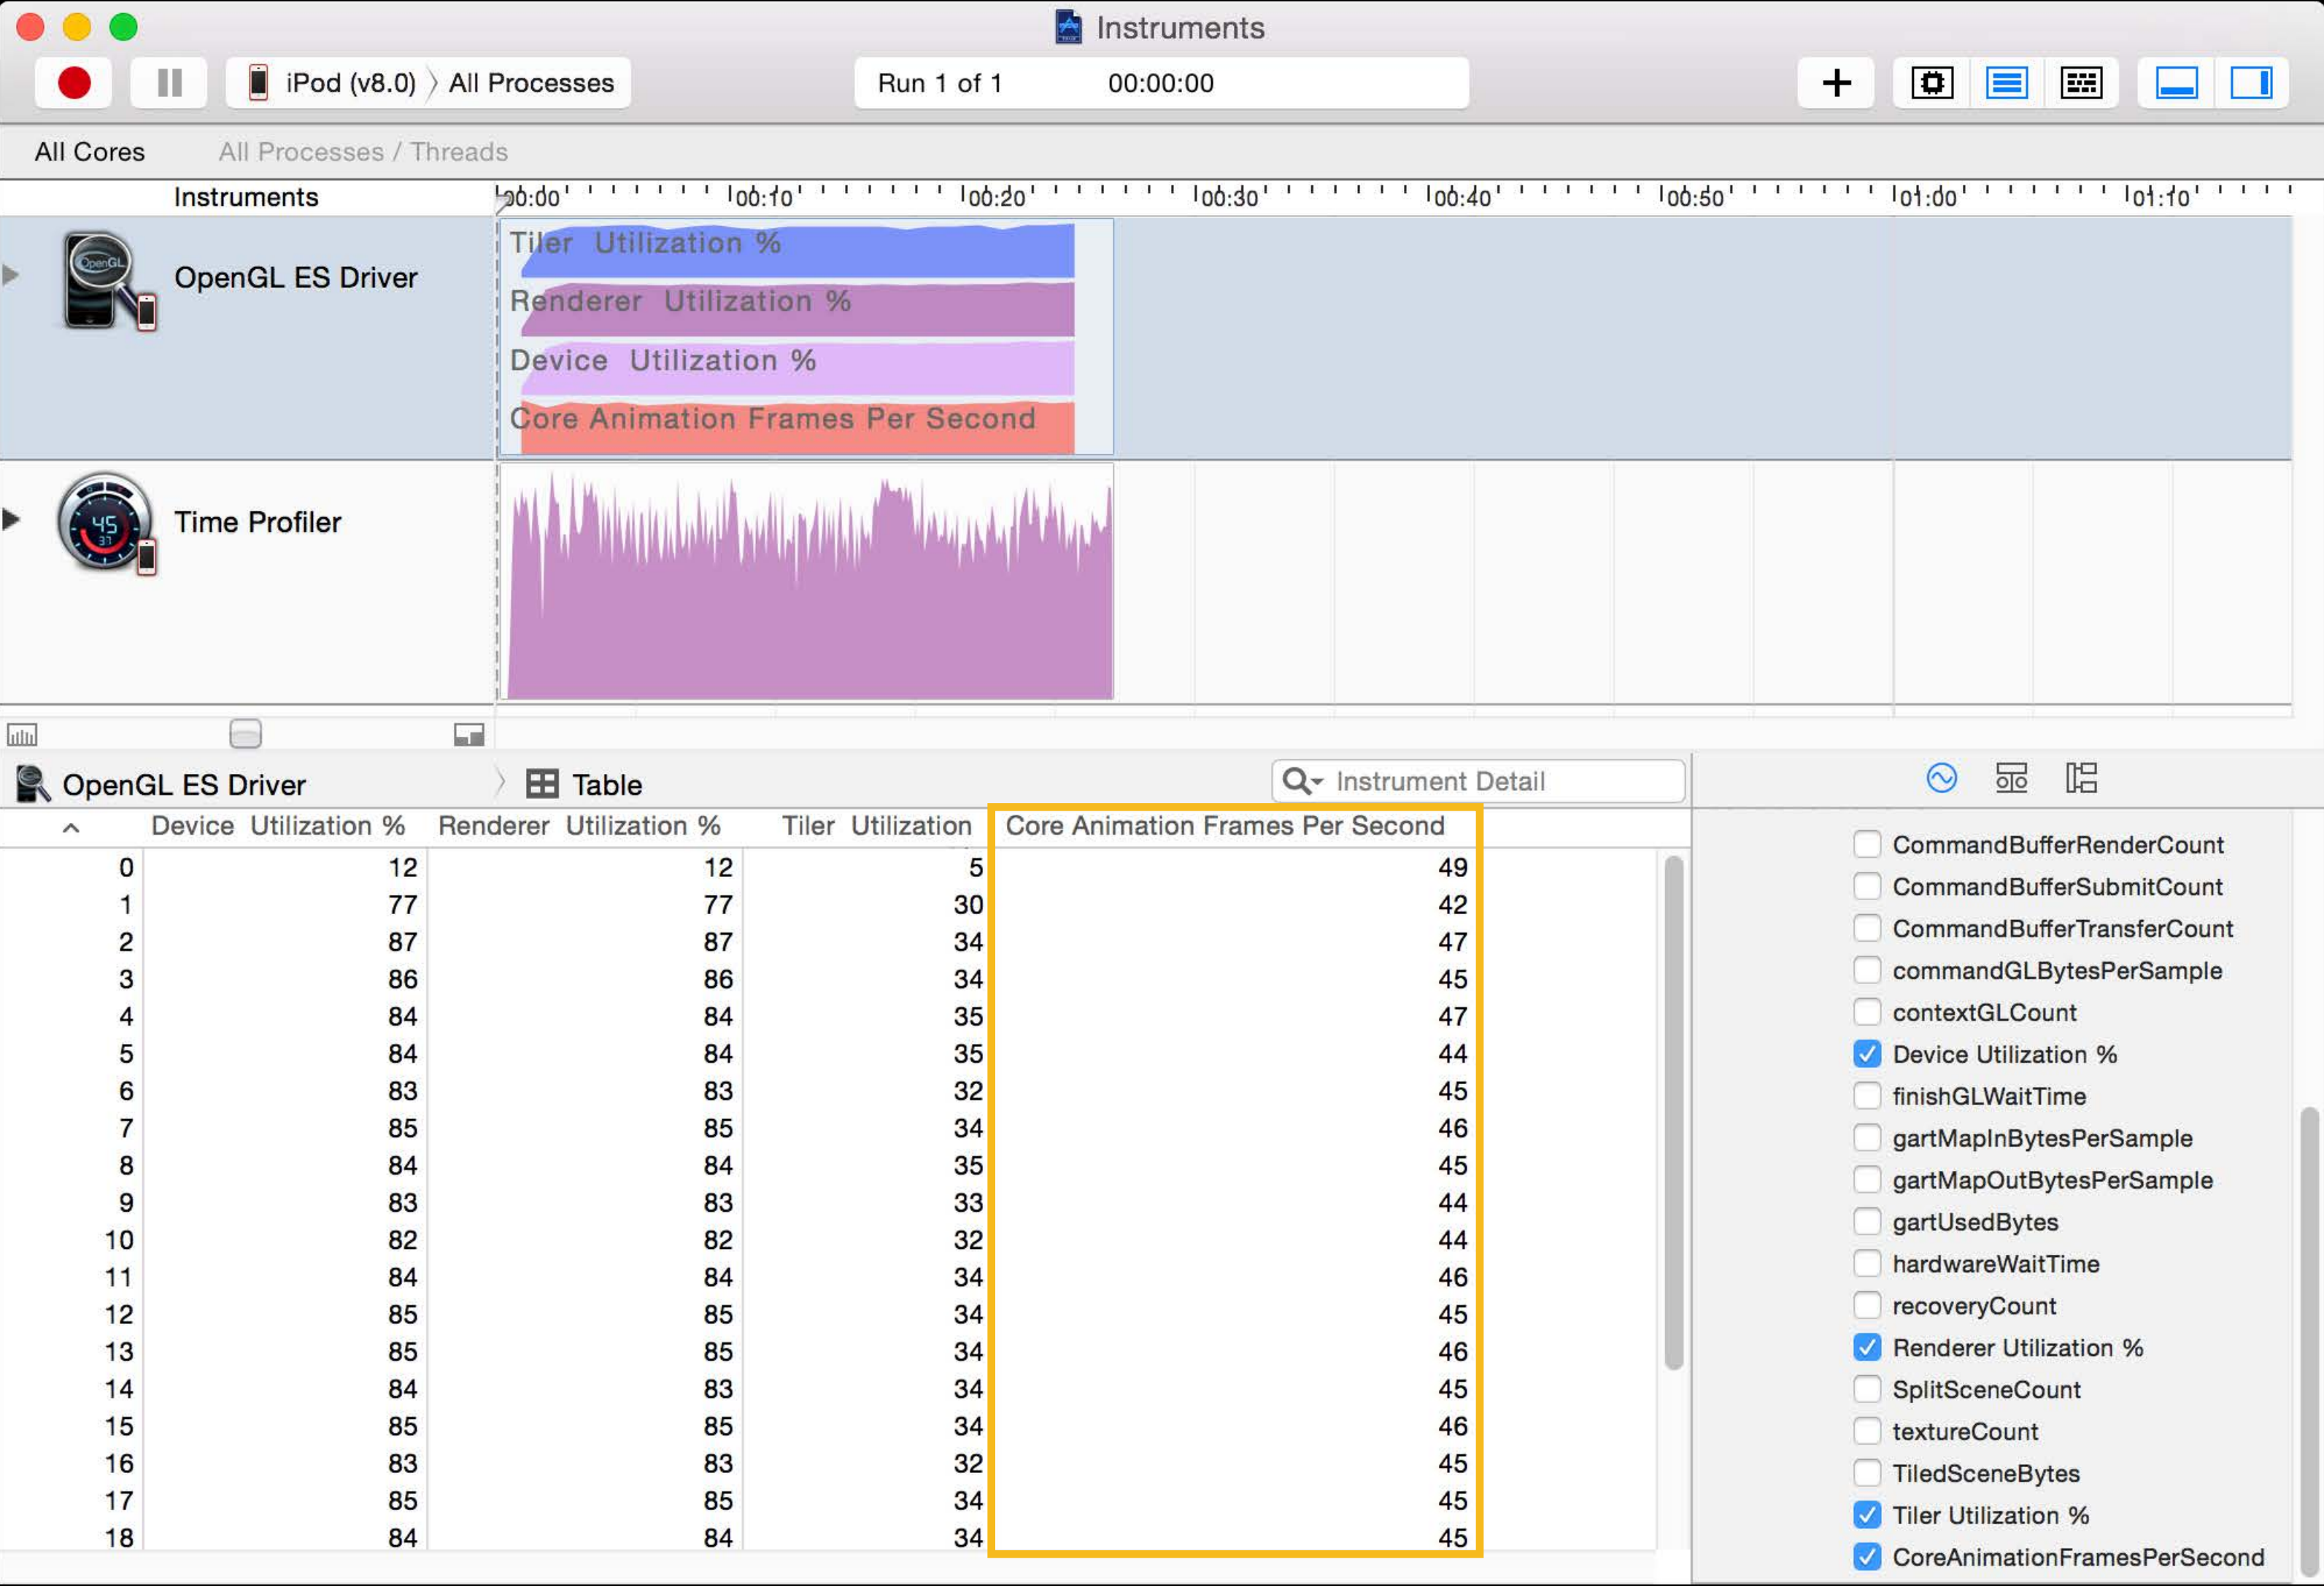 Instruments
iPod (v8.0) 〉 All Processes
Run 1 of 1 00:00:00
All Cores All Processes / Threads
Instruments 00:00 00:10 00:20 00:30 00:40 00:50 01:00 01:10
OpenGL
OpenGL ES Driver
Tiler Utilization %
Renderer Utilization %
Device Utilization %
Core Animation Frames Per Second
45
37
Time Profiler
OpenGL ES Driver 〉 Table Instrument Detail
Device Utilization % Renderer Utilization % Tiler Utilization Core Animation Frames Per Second
0 12 12 5 49
1 77 77 30 42
2 87 87 34 47
3 86 86 34 45
4 84 84 35 47
5 84 84 35 44
6 83 83 32 45
7 85 85 34 46
8 84 84 35 45
9 83 83 33 44
10 82 82 32 44
11 84 84 34 46
12 85 85 34 45
13 85 85 34 46
14 84 83 34 45
15 85 85 34 46
16 83 83 32 45
17 85 85 34 45
18 84 84 34 45
CommandBufferRenderCount
CommandBufferSubmitCount
CommandBufferTransferCount
commandGLBytesPerSample
contextGLCount
Device Utilization %
finishGLWaitTime
gartMapInBytesPerSample
gartMapOutBytesPerSample
gartUsedBytes
hardwareWaitTime
recoveryCount
Renderer Utilization %
SplitSceneCount
textureCount
TiledSceneBytes
Tiler Utilization %
CoreAnimationFramesPerSecond